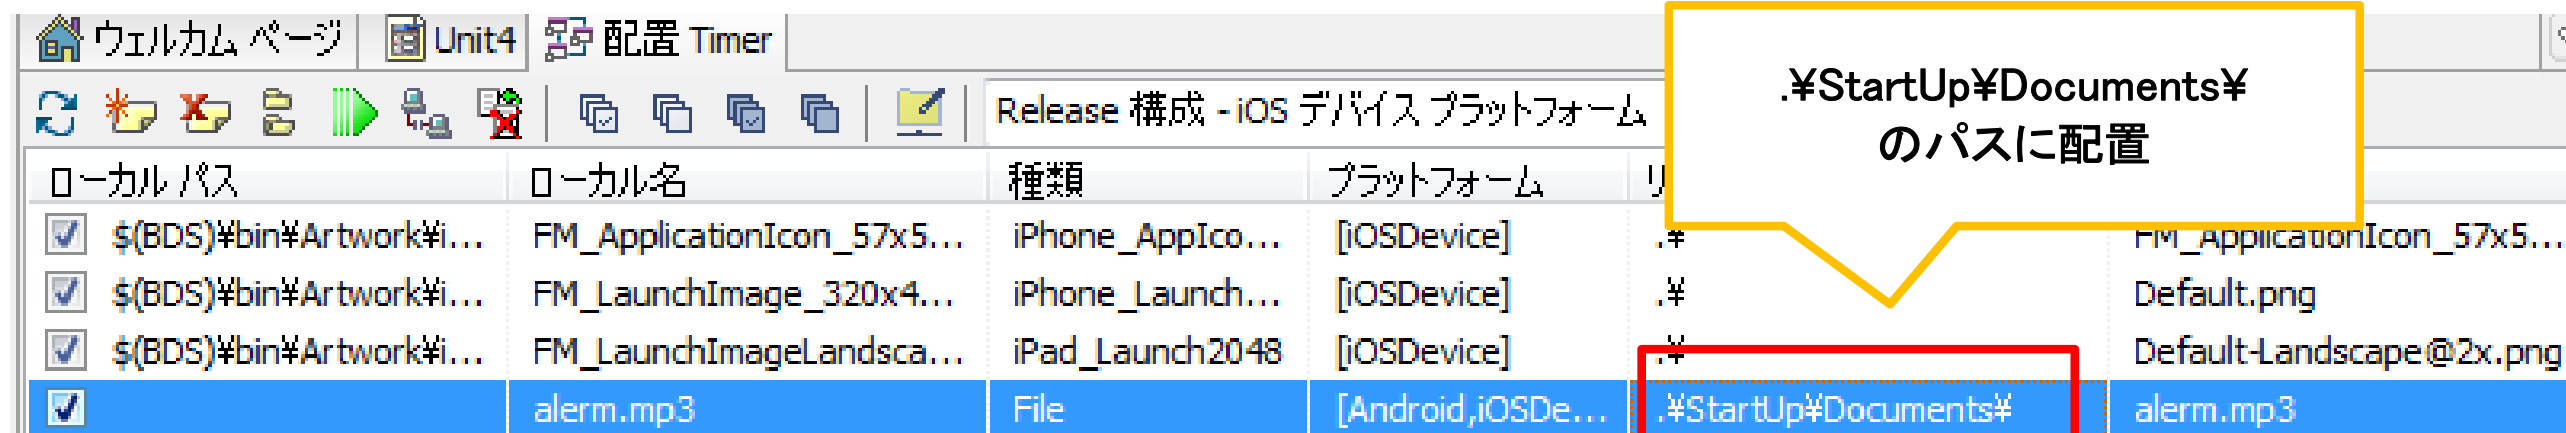 ウェルカム ページ Unit4 配置 Timer
.¥StartUp¥Documents¥
のパスに配置
Release 構成 - iOS デバイス プラットフォーム
ローカル パス ローカル名 種類 プラットフォーム リ
$(BDS)¥bin¥Artwork¥i... FM_ApplicationIcon_57x5... iPhone_AppIco... [iOSDevice] .¥ FM_ApplicationIcon_57x5...
$(BDS)¥bin¥Artwork¥i... FM_LaunchImage_320x4... iPhone_Launch... [iOSDevice] .¥ Default.png
$(BDS)¥bin¥Artwork¥i... FM_LaunchImageLandsca... iPad_Launch2048 [iOSDevice] .¥ Default-Landscape@2x.png
alerm.mp3 File [Android,iOSDe... .¥StartUp¥Documents¥ alerm.mp3